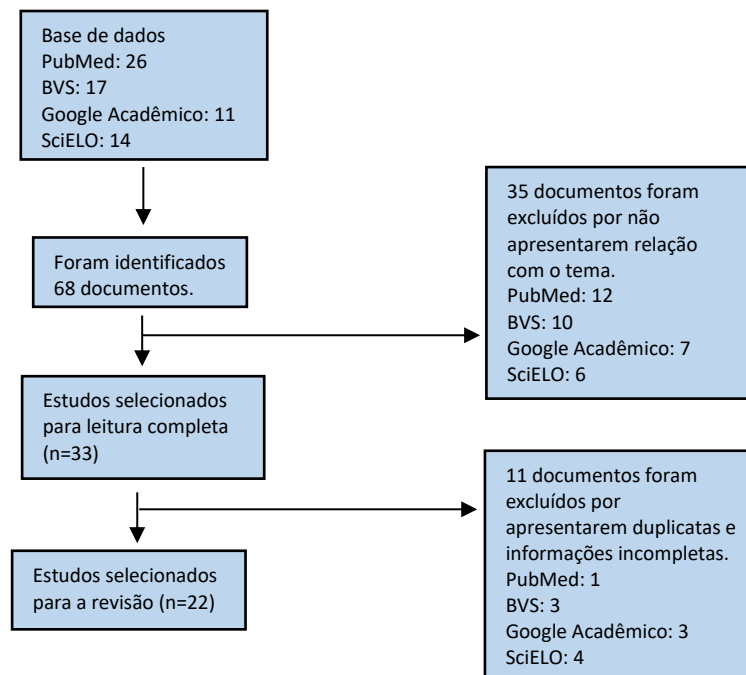 Base de dados
PubMed: 26
BVS: 17
Google Acadêmico: 11
SciELO: 14
Foram identificados
68 documentos.
35 documentos foram
excluídos por não
apresentarem relação
com o tema.
PubMed: 12
BVS: 10
Google Acadêmico: 7
SciELO: 6
Estudos selecionados
para leitura completa
(n=33)
11 documentos foram
excluídos por
apresentarem duplicatas e
informações incompletas.
PubMed: 1
BVS: 3
Google Acadêmico: 3
SciELO: 4
Estudos selecionados
para a revisão (n=22)